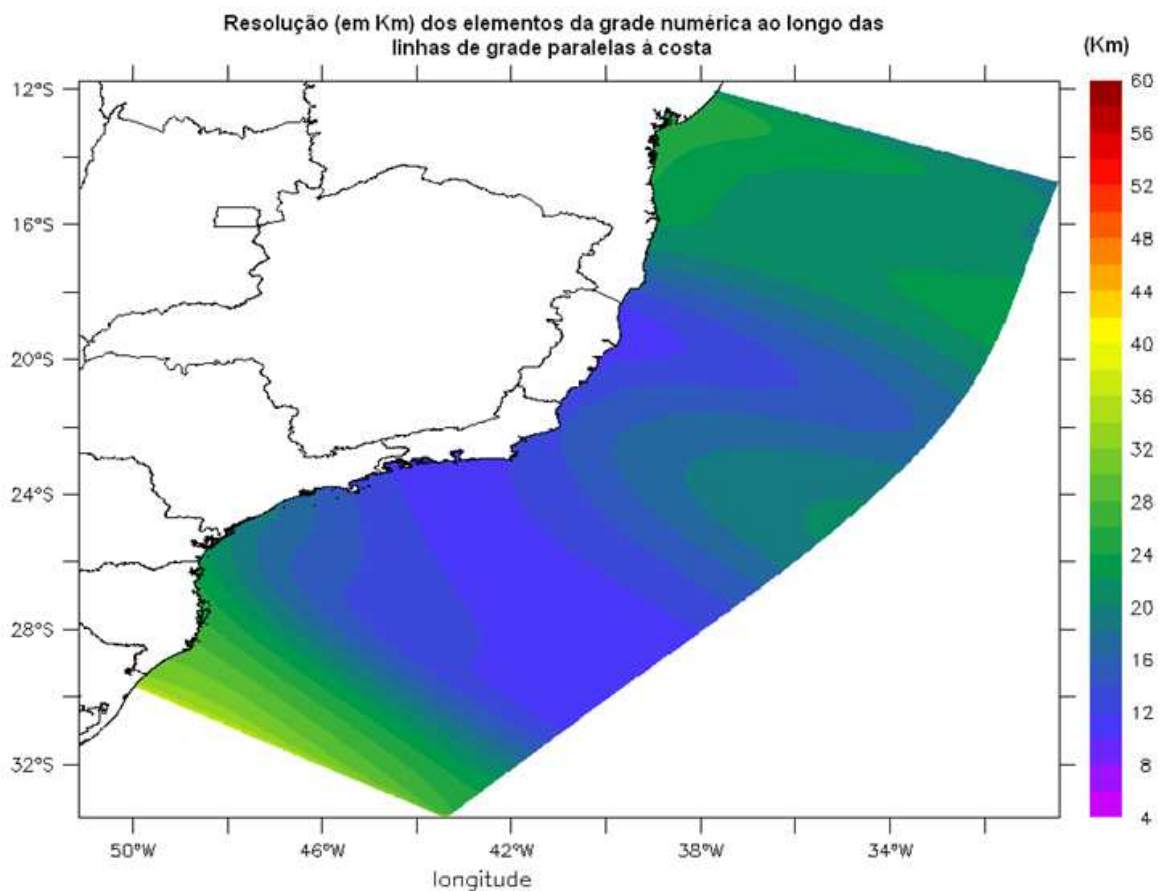 Resolução (em Km) dos elementos da grade numérica ao longo das
linhas de grade paralelas à costa
(Km)
60
56
52
48
44
40
36
32
28
24
20
16
12
8
4
12°S
16°S
20°S
24°S
28°S
32°S
50°W
46°W
42°W
38°W
34°W
longitude